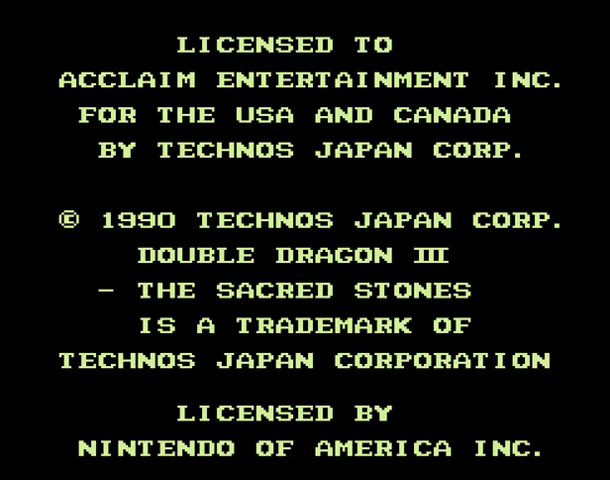 LICENSED TO
ACCLAIM ENTERTAINMENT INC.
FOR THE USA AND CANADA
BY TECHNOS JAPAN CORP.
© 1990 TECHNOS JAPAN CORP.
DOUBLE DRAGON III
- THE SACRED STONES
IS A TRADEMARK OF
TECHNOS JAPAN CORPORATION
LICENSED BY
NINTENDO OF AMERICA INC.